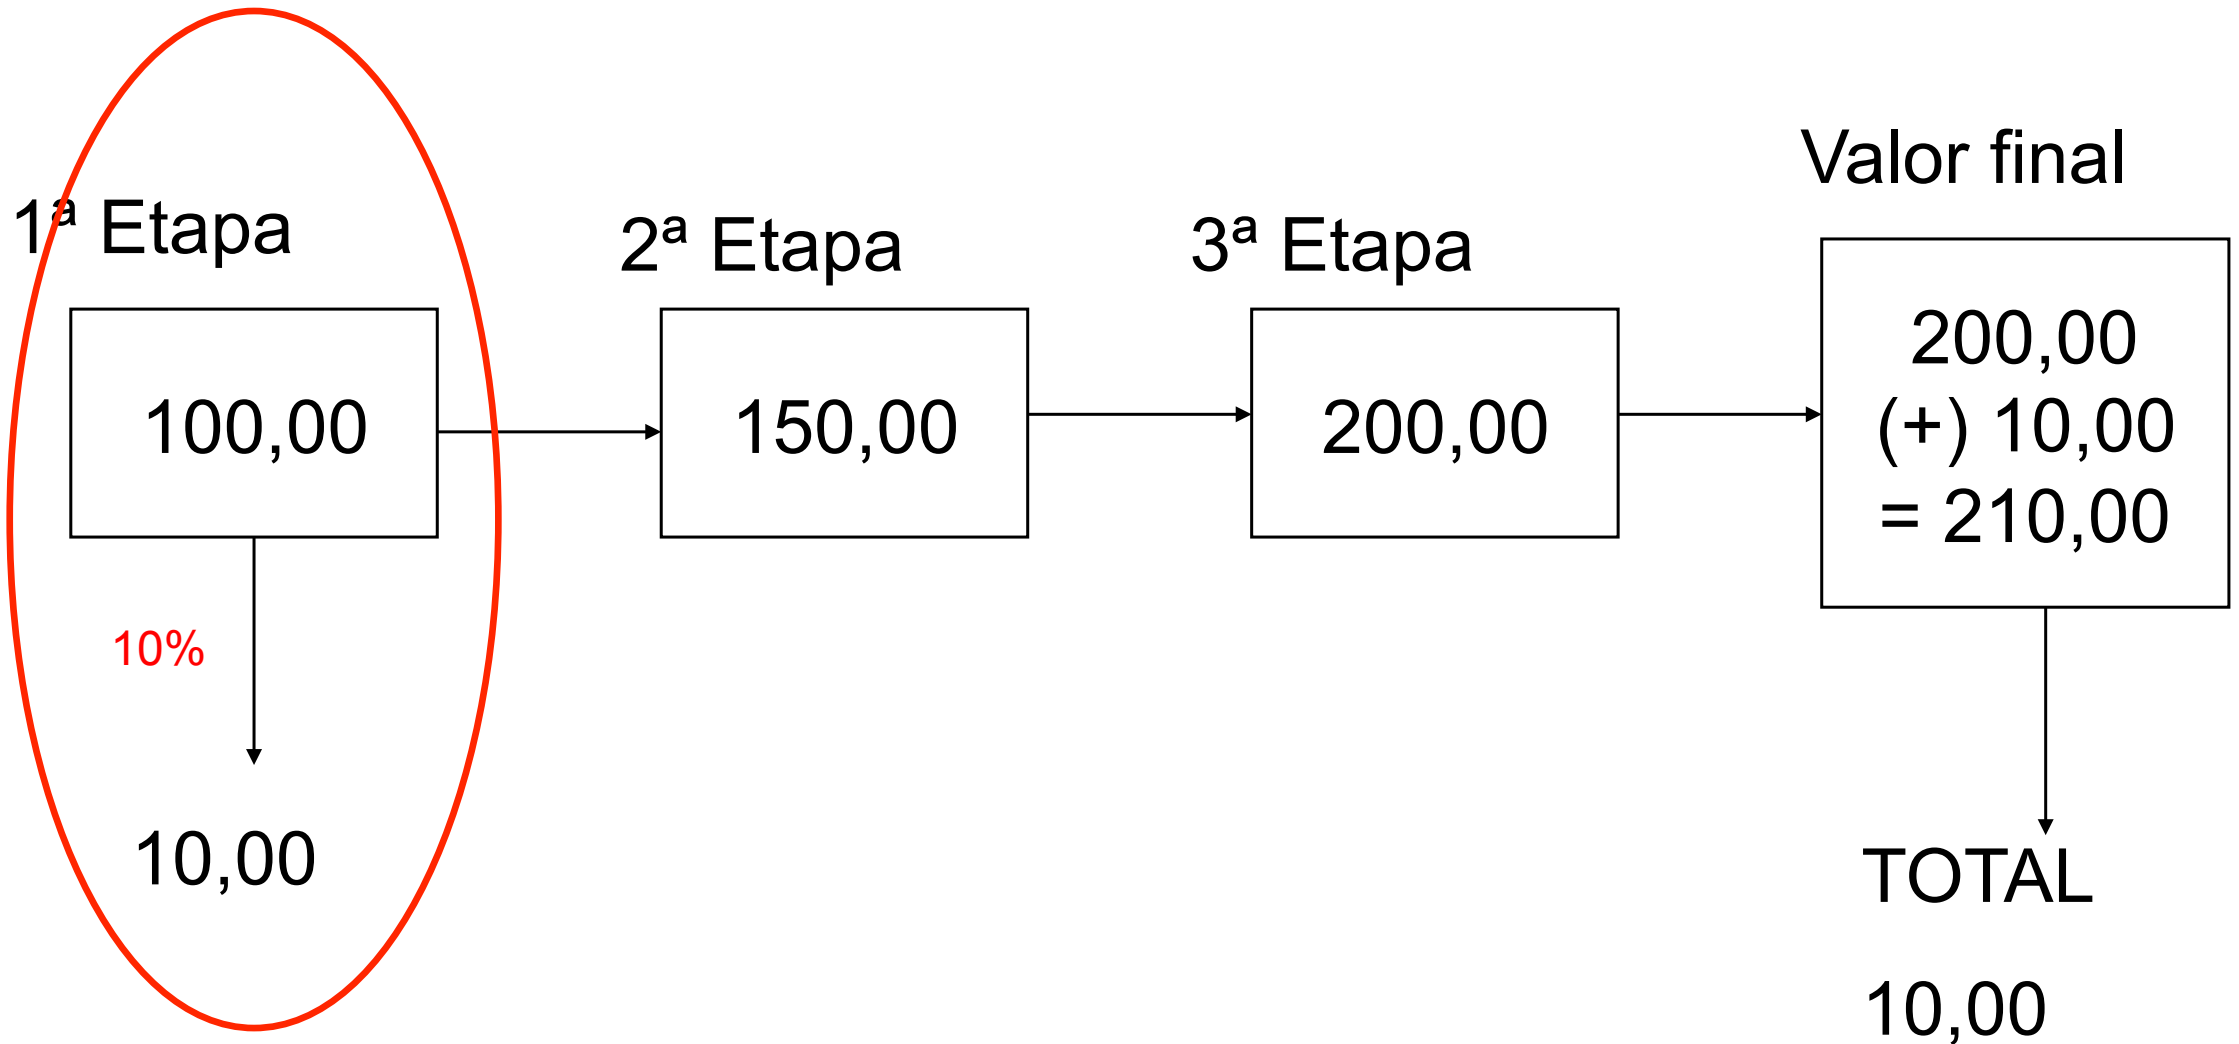 1ª Etapa
100,00
10%
10,00
2ª Etapa
150,00
3ª Etapa
200,00
Valor final
200,00
(+) 10,00
= 210,00
TOTAL
10,00